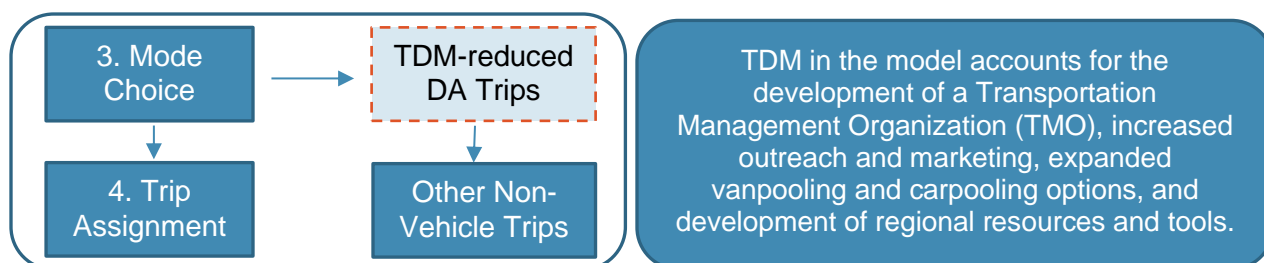 3. Mode
Choice
TDM-reduced
DA Trips
4. Trip
Assignment
Other Non-
Vehicle Trips
TDM in the model accounts for the
development of a Transportation
Management Organization (TMO), increased
outreach and marketing, expanded
vanpooling and carpooling options, and
development of regional resources and tools.